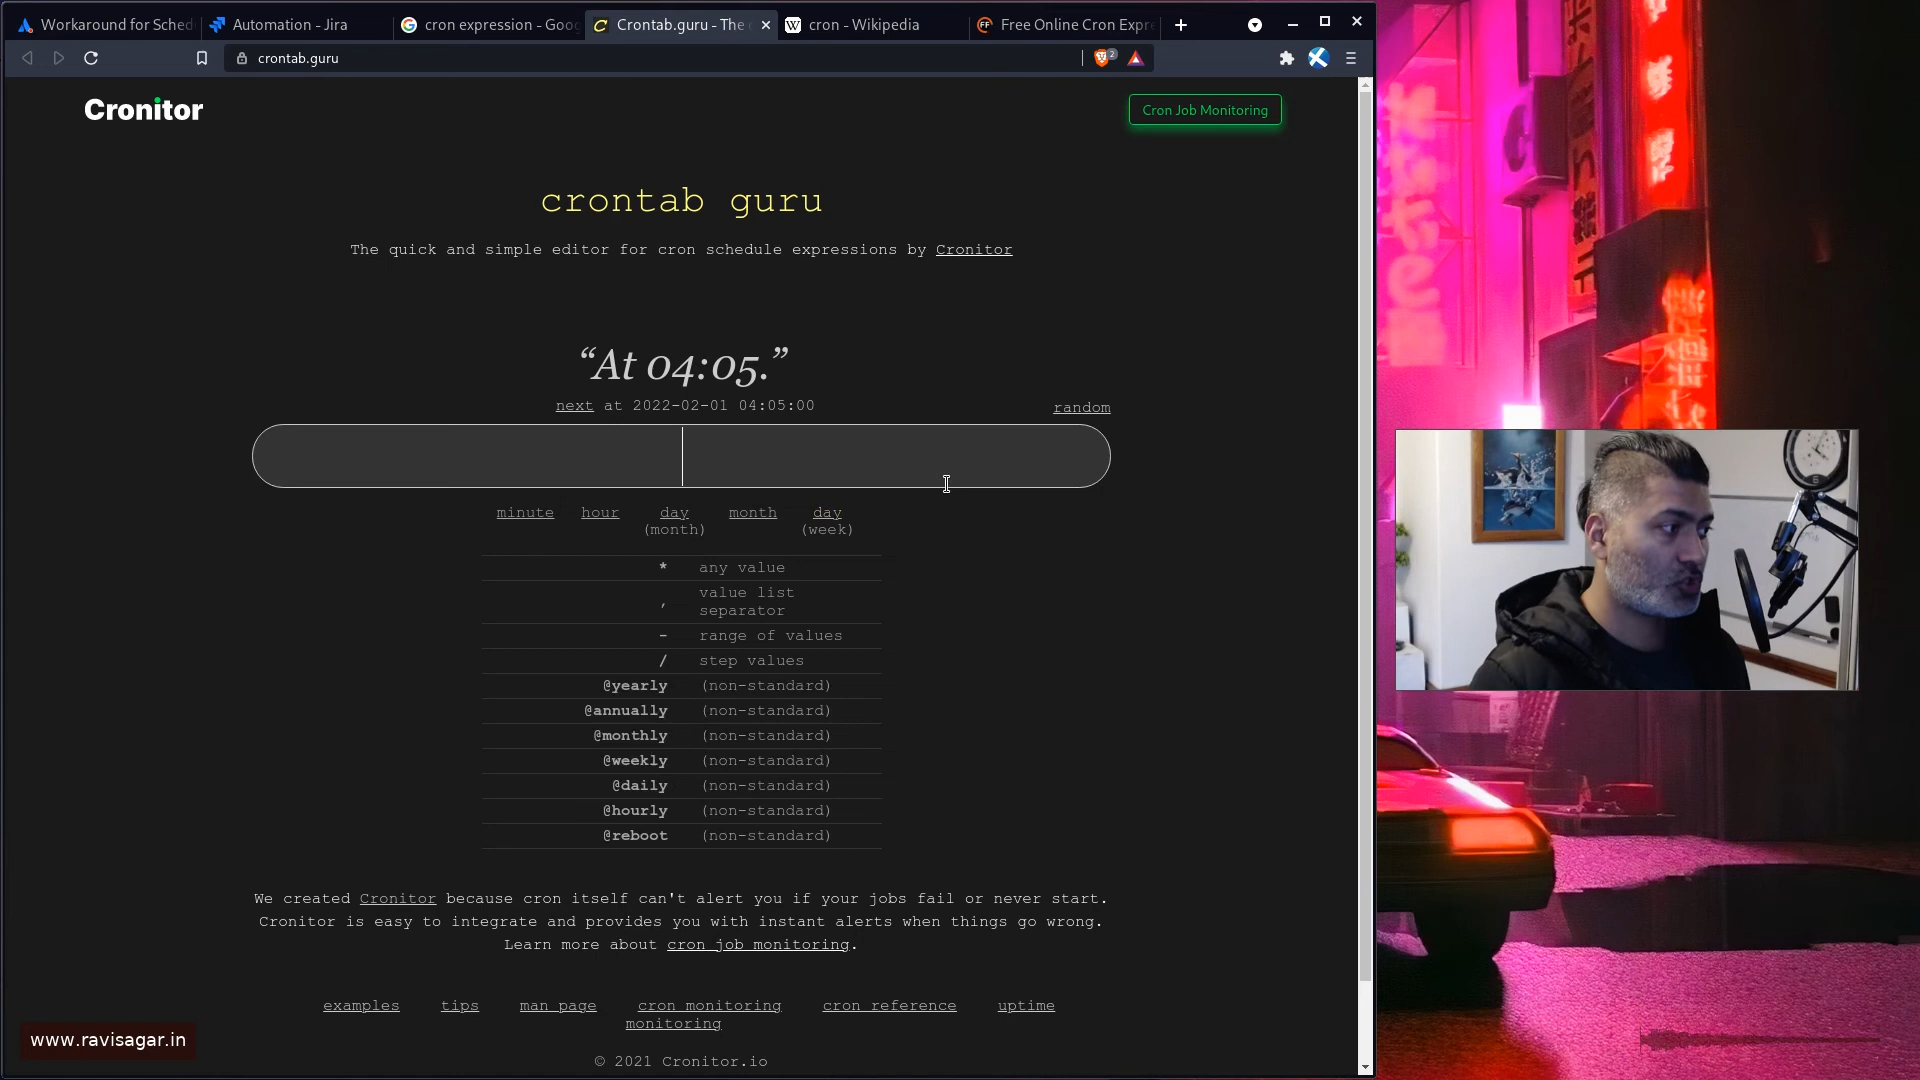 Workaround for Sched
Automation - Jira
cron expression - Goo
Crontab.guru - The c
cron - Wikipedia
Free Online Cron Expre
crontab.guru
2
Cronitor
Cron Job Monitoring
crontab guru
The quick and simple editor for cron schedule expressions by Cronitor
“At 04:05.”
next at 2022-02-01 04:05:00
random
minute hour day (month) month day (week)
* any value
, value list separator
- range of values
/ step values
@yearly (non-standard)
@annually (non-standard)
@monthly (non-standard)
@weekly (non-standard)
@daily (non-standard)
@hourly (non-standard)
@reboot (non-standard)
We created Cronitor because cron itself can't alert you if your jobs fail or never start.
Cronitor is easy to integrate and provides you with instant alerts when things go wrong.
Learn more about cron job monitoring.
examples tips man page cron monitoring cron reference uptime
monitoring
© 2021 Cronitor.io
www.ravisagar.in